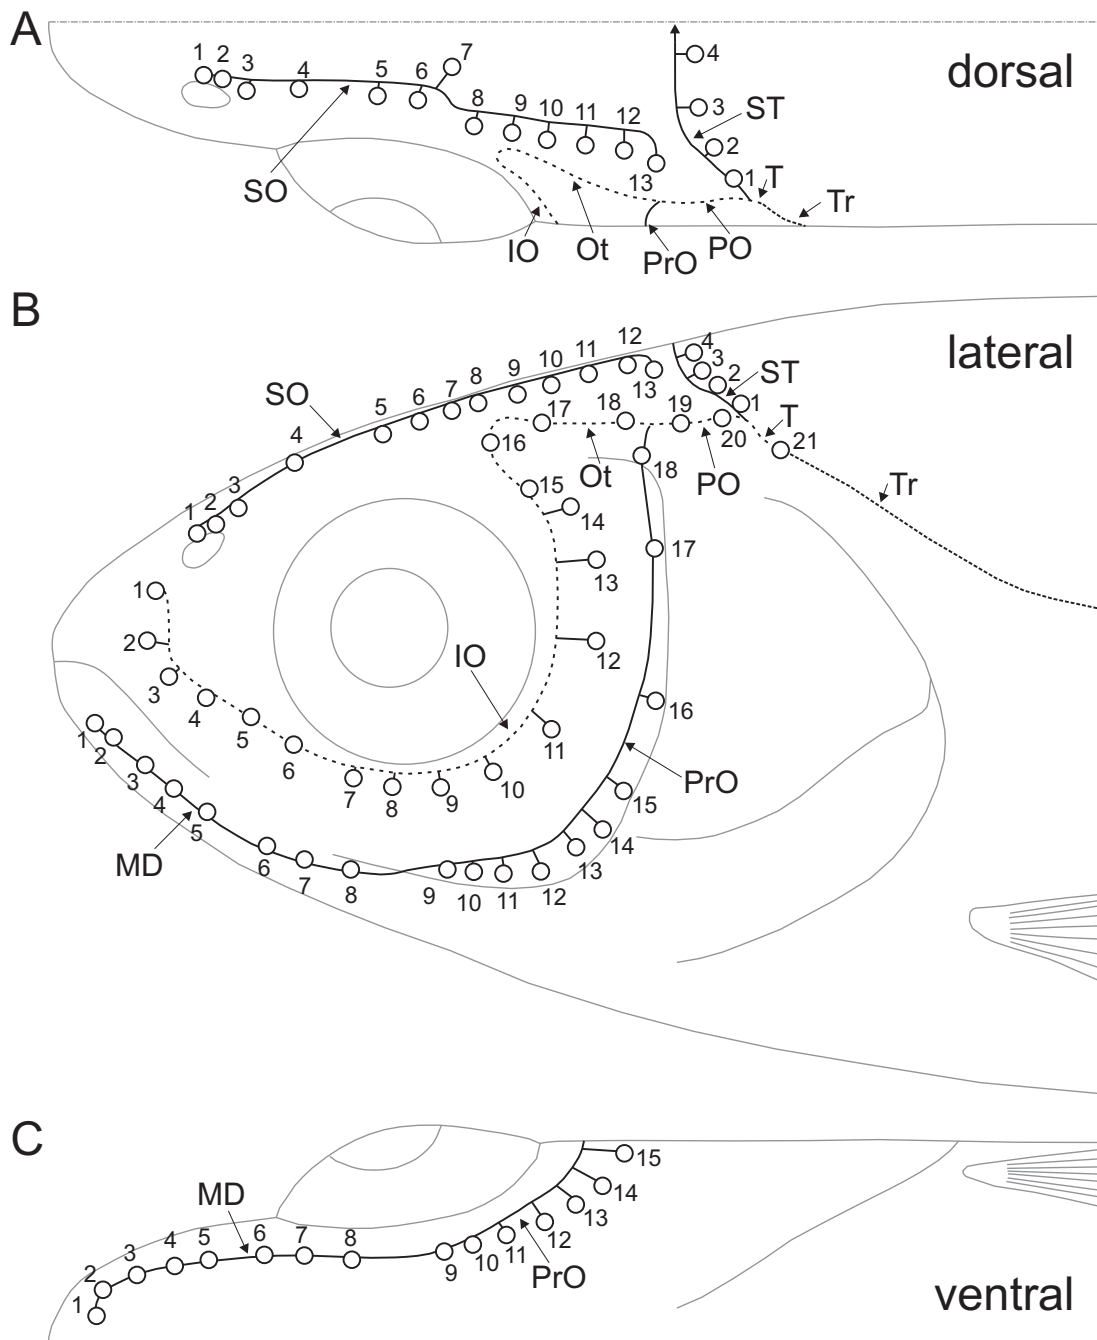 A
dorsal
1 2 3 4 5 6 7
8 9 10 11 12
13
4
3
2
1
ST
T
Tr
SO
IO
Ot
PrO
PO
B
lateral
SO
1 2 3 4 5 6 7 8 9 10 11 12
13
4
3
2
1
ST
T
17 18 19 20 21
16
Ot
18
PO
Tr
15
14
17
13
1
2
12
IO
3
4
5
6
7
8
9
10
11
16
PrO
1
2
3
4
5
MD
6
7
8
9
10
11
12
13
14
15
C
15
14
13
12
11
10
9
PrO
MD
8
7
6
5
4
3
2
1
ventral